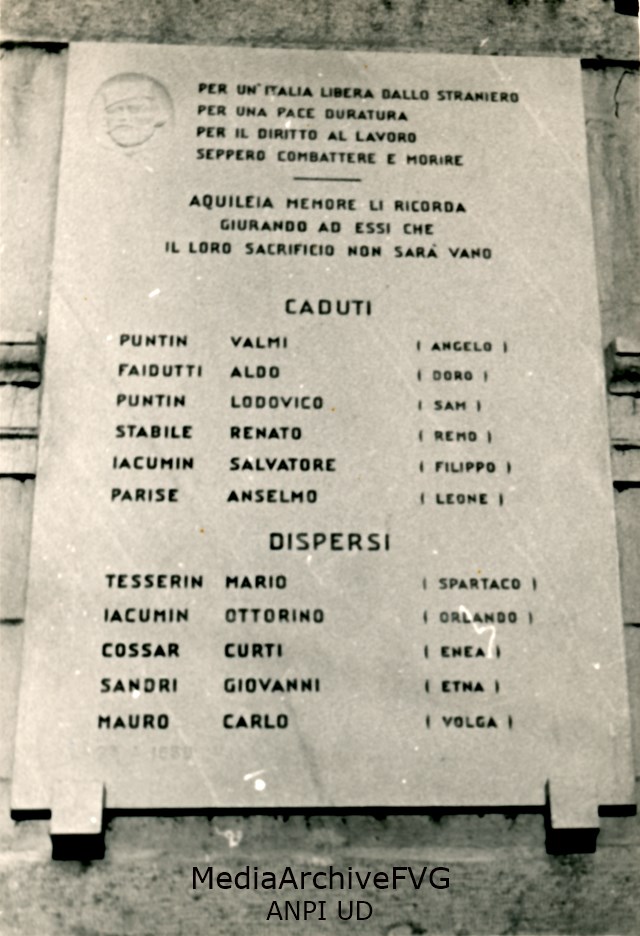 PER UN'ITALIA LIBERA DALLO STRANIERO
PER UNA PACE DURATURA
PER IL DIRITTO AL LAVORO
SEPPERO COMBATTERE E MORIRE
AQUILEIA MEMORE LI RICORDA
GIURANDO AD ESSI CHE
IL LORO SACRIFICIO NON SARÀ VANO
CADUTI
PUNTIN VALMI ( ANGELO )
FAIDUTTI ALDO ( DORO )
PUNTIN LODOVICO ( SAM )
STABILE RENATO ( REMO )
IACUMIN SALVATORE ( FILIPPO )
PARISE ANSELMO ( LEONE )
DISPERSI
TESSERIN MARIO ( SPARTACO )
IACUMIN OTTORINO ( ORLANDO )
COSSAR CURTI ( ENEA )
SANDRI GIOVANNI ( ETNA )
MAURO CARLO ( VOLGA )
MediaArchiveFVG
ANPI UD